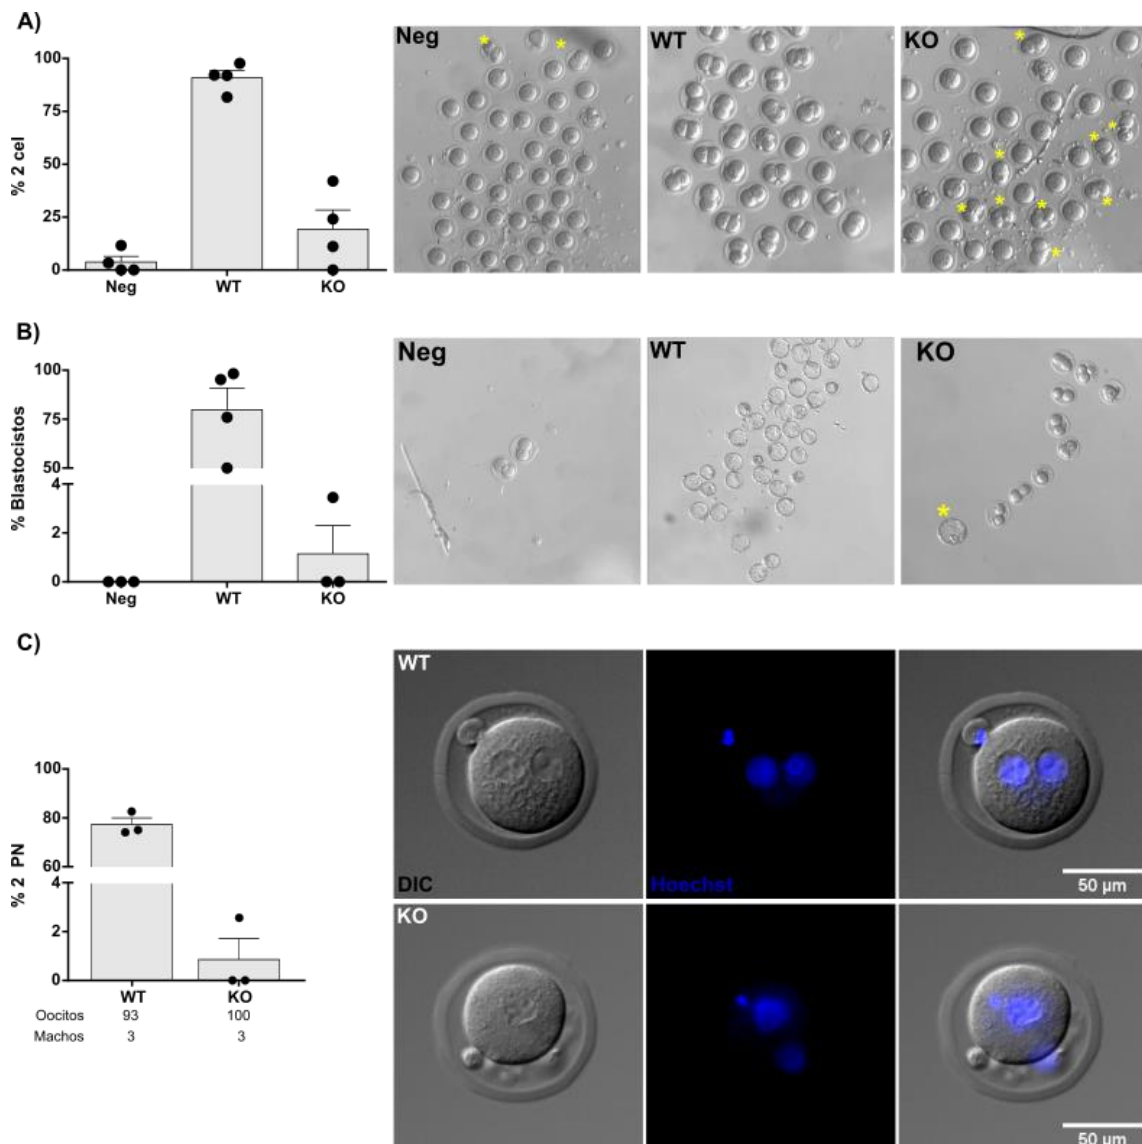 A)
% 2 cel
100
75
50
25
0
Neg WT KO
Neg
WT
KO
B)
% Blastocistos
100
75
50
4
2
0
Neg WT KO
Neg
WT
KO
C)
% 2 PN
100
80
60
4
2
0
WT KO
Oocitos 93 100
Machos 3 3
WT
DIC
Hoechst
50 µm
KO
50 µm